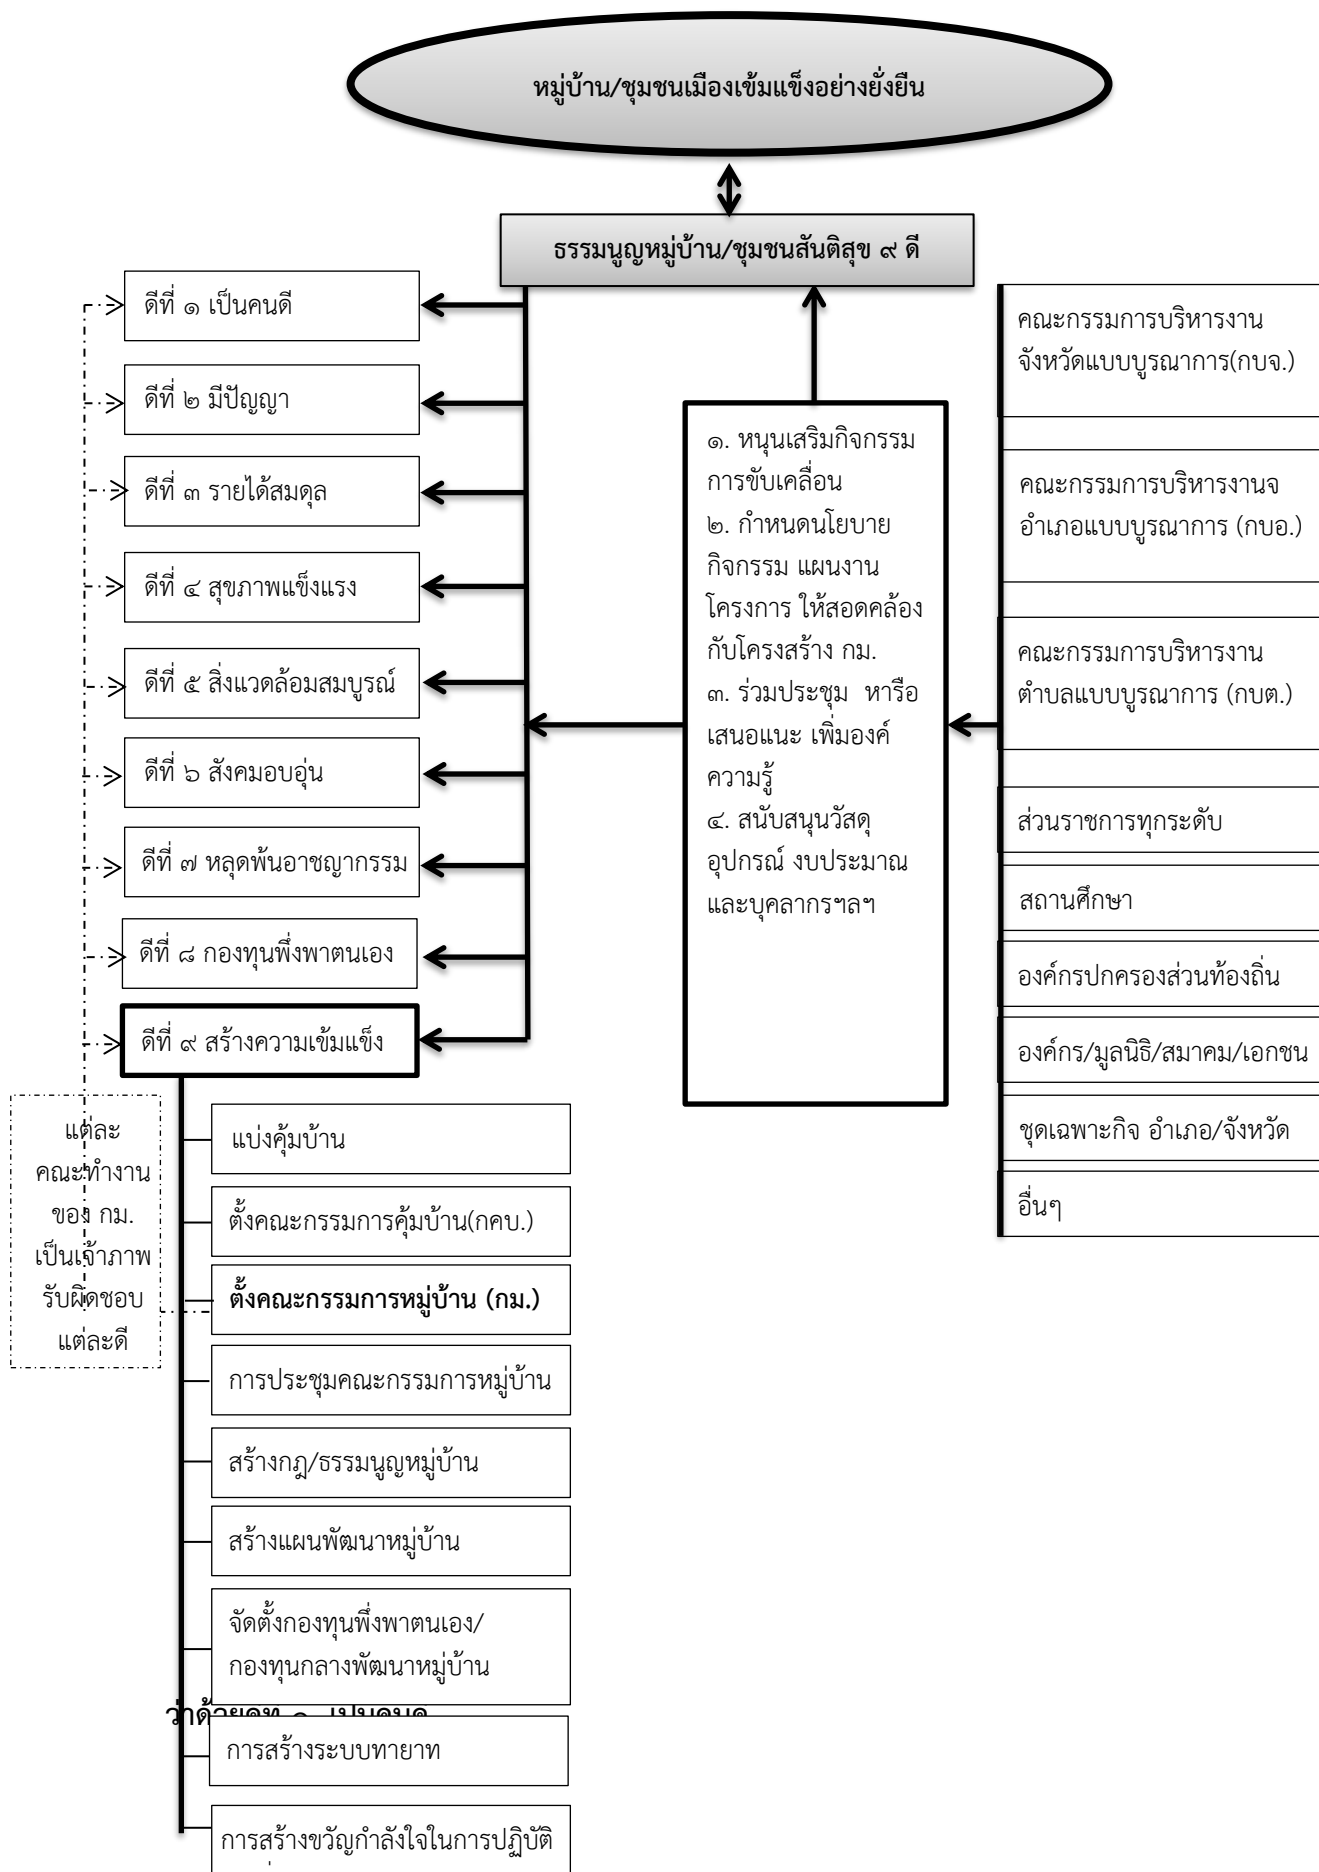 หมู่บ้าน/ชุมชนเมืองเข้มแข็งอย่างยั่งยืน
ธรรมนูญหมู่บ้าน/ชุมชนสันติสุข ๙ ดี
ดีที่ ๑ เป็นคนดี
ดีที่ ๒ มีปัญญา
ดีที่ ๓ รายได้สมดุล
ดีที่ ๔ สุขภาพแข็งแรง
ดีที่ ๕ สิ่งแวดล้อมสมบูรณ์
ดีที่ ๖ สังคมอบอุ่น
ดีที่ ๗ หลุดพ้นอาชญากรรม
ดีที่ ๘ กองทุนพึ่งพาตนเอง
ดีที่ ๙ สร้างความเข้มแข็ง
๑. หนุนเสริมกิจกรรม
การขับเคลื่อน
๒. กำหนดนโยบาย
กิจกรรม แผนงาน
โครงการ ให้สอดคล้อง
กับโครงสร้าง กม.
๓. ร่วมประชุม หารือ
เสนอแนะ เพิ่มองค์
ความรู้
๔. สนับสนุนวัสดุ
อุปกรณ์ งบประมาณ
และบุคลากรฯลฯ
คณะกรรมการบริหารงาน
จังหวัดแบบบูรณาการ(กบจ.)
คณะกรรมการบริหารงานจ
อำเภอแบบบูรณาการ (กบอ.)
คณะกรรมการบริหารงาน
ตำบลแบบบูรณาการ (กบต.)
ส่วนราชการทุกระดับ
สถานศึกษา
องค์กรปกครองส่วนท้องถิ่น
องค์กร/มูลนิธิ/สมาคม/เอกชน
ชุดเฉพาะกิจ อำเภอ/จังหวัด
อื่นๆ
แต่ละ
คณะทำงาน
ของ กม.
เป็นเจ้าภาพ
รับผิดชอบ
แต่ละดี
แบ่งคุ้มบ้าน
ตั้งคณะกรรมการคุ้มบ้าน(กคบ.)
ตั้งคณะกรรมการหมู่บ้าน (กม.)
การประชุมคณะกรรมการหมู่บ้าน
สร้างกฎ/ธรรมนูญหมู่บ้าน
สร้างแผนพัฒนาหมู่บ้าน
จัดตั้งกองทุนพึ่งพาตนเอง/
กองทุนกลางพัฒนาหมู่บ้าน
การสร้างระบบทายาท
การสร้างขวัญกำลังใจในการปฏิบัติ